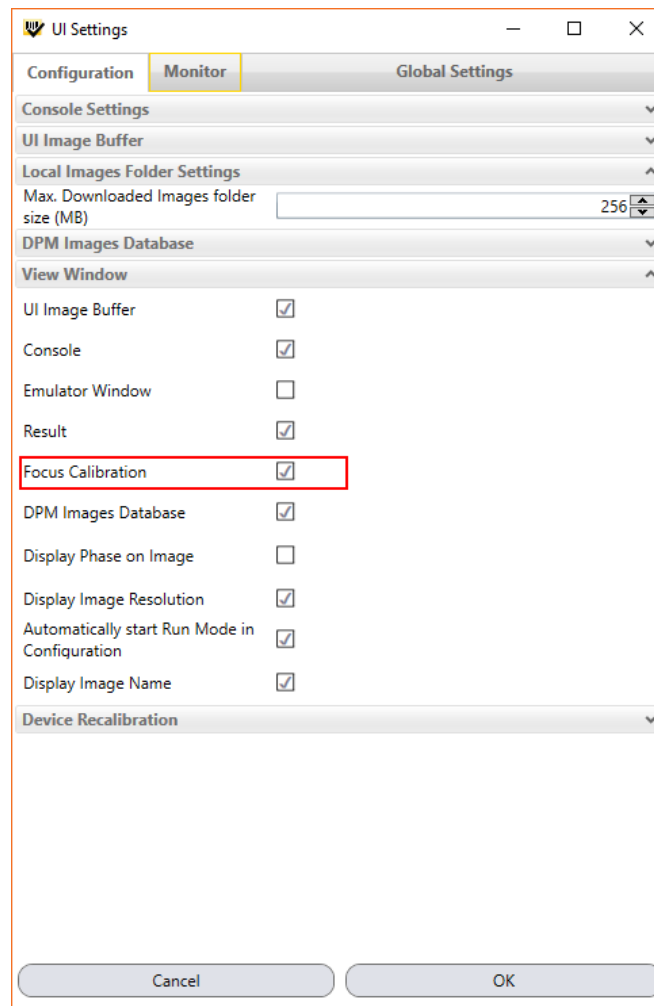 UI Settings
Configuration Monitor Global Settings
Console Settings
UI Image Buffer
Local Images Folder Settings
Max. Downloaded Images folder
size (MB)
256
DPM Images Database
View Window
UI Image Buffer
Console
Emulator Window
Result
Focus Calibration
DPM Images Database
Display Phase on Image
Display Image Resolution
Automatically start Run Mode in
Configuration
Display Image Name
Device Recalibration
Cancel OK